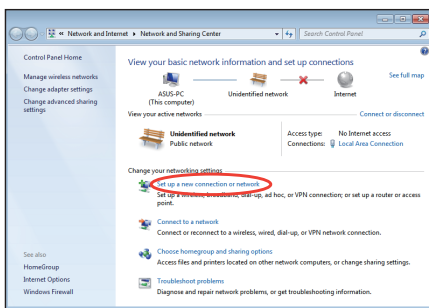 « Network and Internet ▸ Network and Sharing Center
Search Control Panel
Control Panel Home
Manage wireless networks
Change adapter settings
Change advanced sharing
settings
See also
HomeGroup
Internet Options
Windows Firewall
View your basic network information and set up connections
See full map
ASUS-PC
(This computer)
Unidentified network
Internet
View your active networks
Connect or disconnect
Unidentified network
Public network
Access type: No Internet access
Connections: Local Area Connection
Change your networking settings
Set up a new connection or network
Set up a wireless, broadband, dial-up, ad hoc, or VPN connection; or set up a router or access
point.
Connect to a network
Connect or reconnect to a wireless, wired, dial-up, or VPN network connection.
Choose homegroup and sharing options
Access files and printers located on other network computers, or change sharing settings.
Troubleshoot problems
Diagnose and repair network problems, or get troubleshooting information.